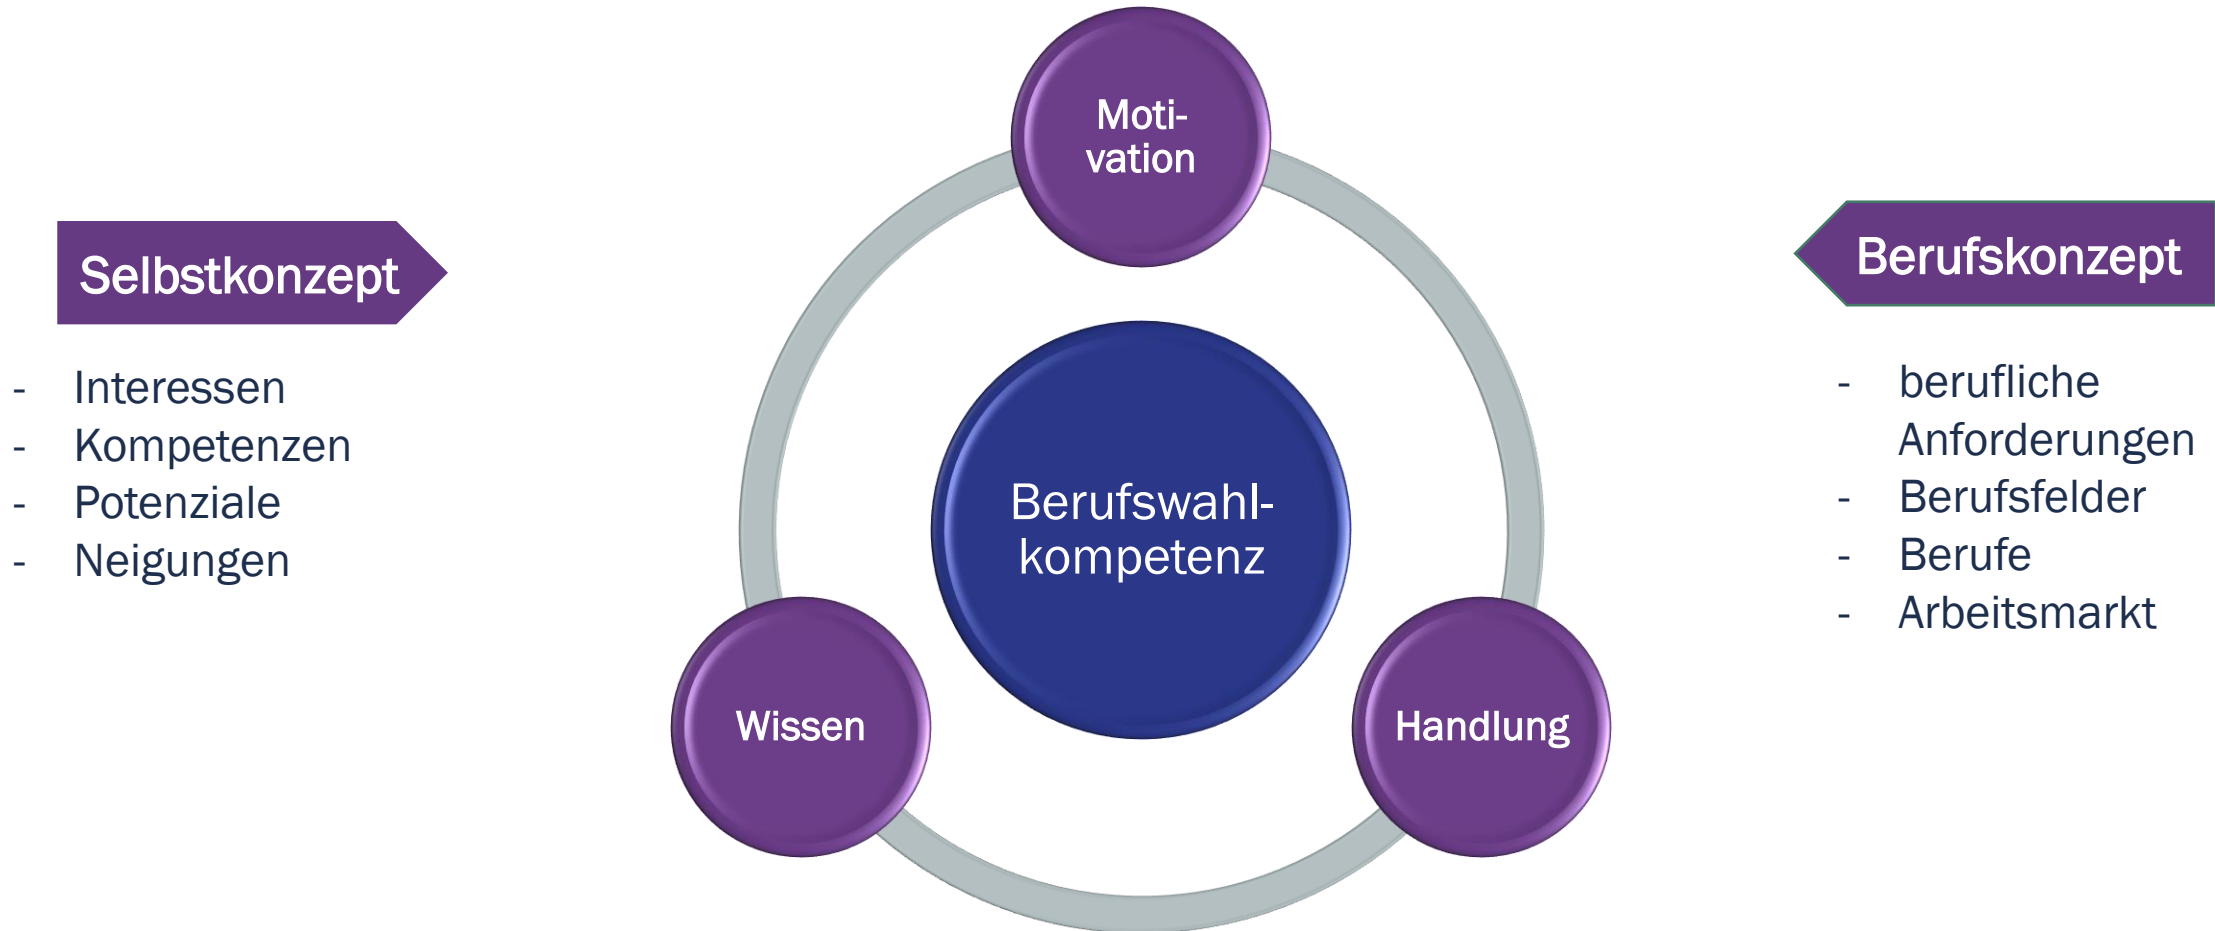 Selbstkonzept
- Interessen
- Kompetenzen
- Potenziale
- Neigungen
Moti-
vation
Berufswahl-
kompetenz
Wissen
Handlung
Berufskonzept
- berufliche
Anforderungen
- Berufsfelder
- Berufe
- Arbeitsmarkt